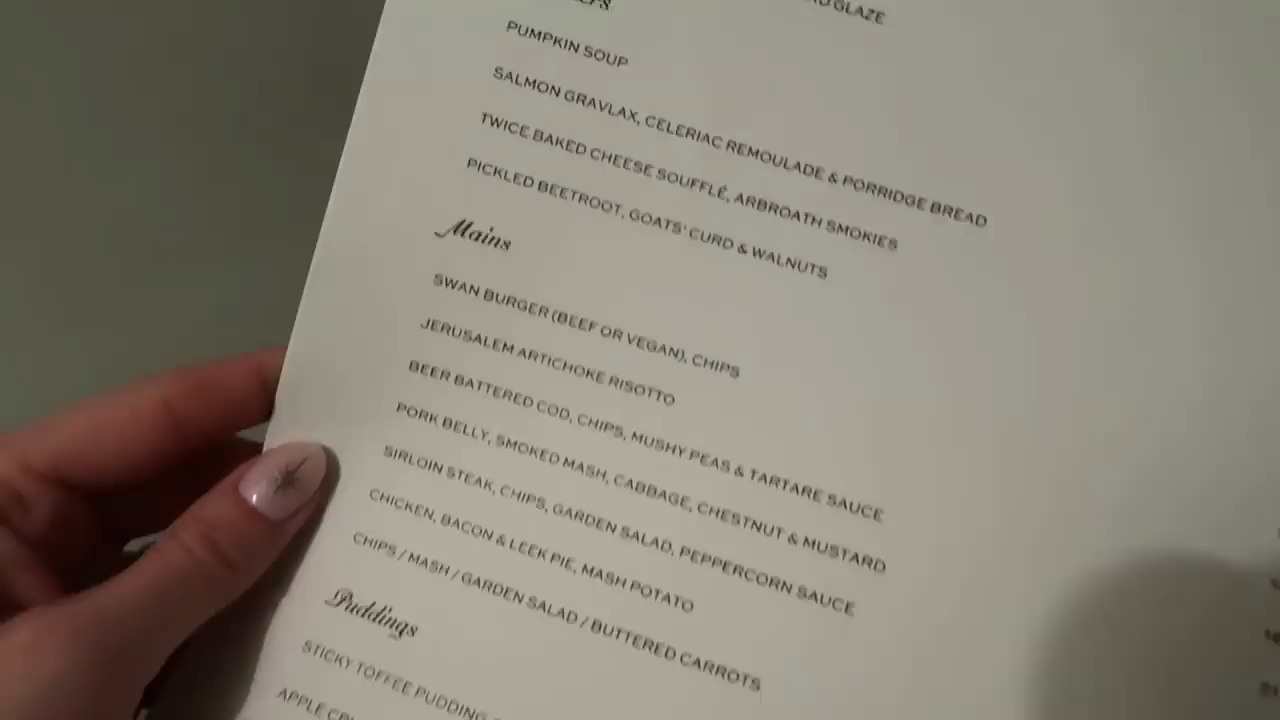 GLAZE
PUMPKIN SOUP
SALMON GRAVLAX, CELERIAC REMOULADE & PORRIDGE BREAD
TWICE BAKED CHEESE SOUFFLÉ, ARBROATH SMOKIES
PICKLED BEETROOT, GOATS' CURD & WALNUTS
Mains
SWAN BURGER (BEEF OR VEGAN), CHIPS
JERUSALEM ARTICHOKE RISOTTO
BEER BATTERED COD, CHIPS, MUSHY PEAS & TARTARE SAUCE
PORK BELLY, SMOKED MASH, CABBAGE, CHESTNUT & MUSTARD
SIRLOIN STEAK, CHIPS, GARDEN SALAD, PEPPERCORN SAUCE
CHICKEN, BACON & LEEK PIE, MASH POTATO
CHIPS / MASH / GARDEN SALAD / BUTTERED CARROTS
Puddings
STICKY TOFFEE PUDDING
APPLE